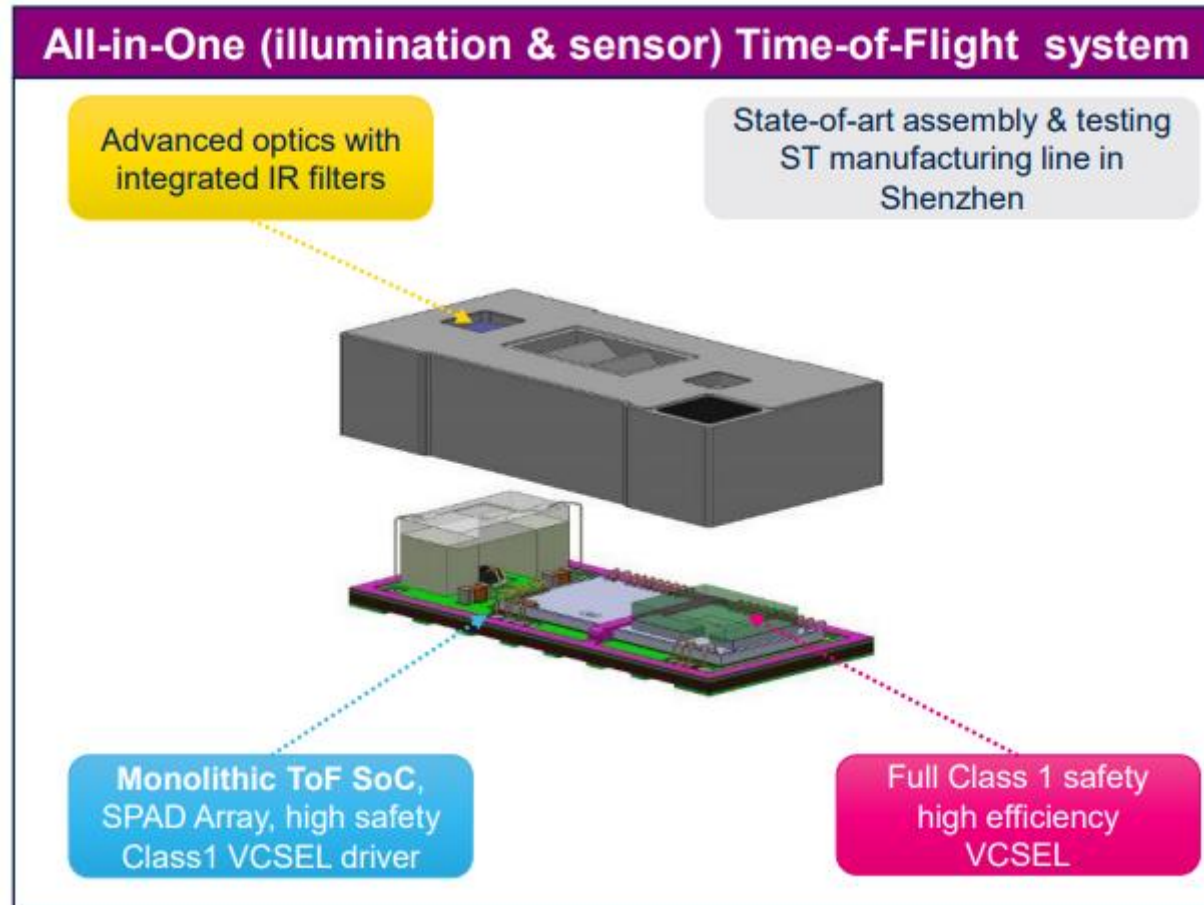 All-in-One (illumination & sensor) Time-of-Flight system
Advanced optics with
integrated IR filters
State-of-art assembly & testing
ST manufacturing line in
Shenzhen
Monolithic ToF SoC,
SPAD Array, high safety
Class1 VCSEL driver
Full Class 1 safety
high efficiency
VCSEL